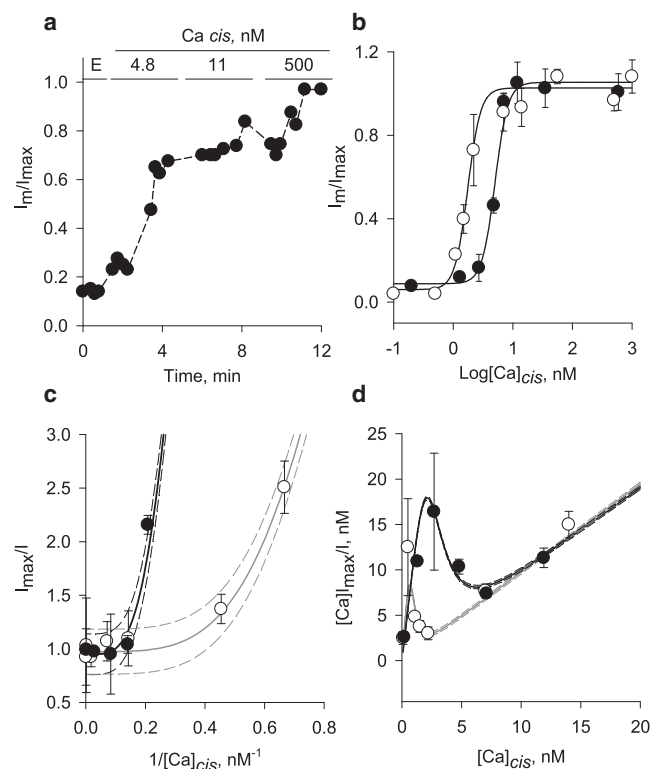 a
Ca cis, nM
E 4.8 11 500
1.0
0.8
0.6
0.4
0.2
0.0
Im/Imax
0 4 8 12
Time, min
b
1.2
0.8
0.4
0.0
Im/Imax
-1 0 1 2 3
Log[Ca]cis, nM
c
3.0
2.5
2.0
1.5
1.0
0.5
Imax/I
0.0 0.2 0.4 0.6 0.8
1/[Ca]cis, nM-1
d
25
20
15
10
5
0
[Ca]Imax/I, nM
0 5 10 15 20
[Ca]cis, nM